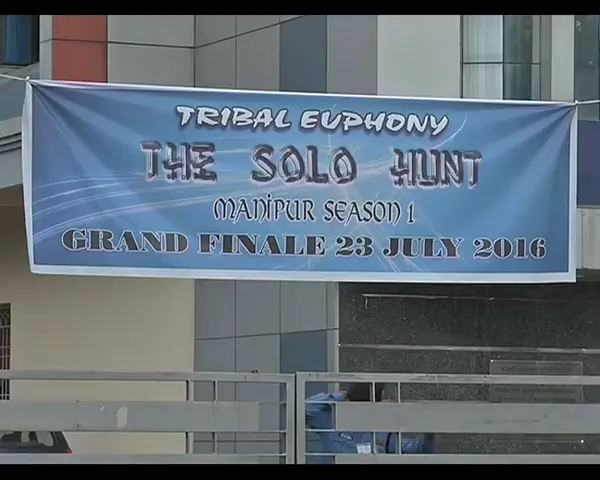 TRIBAL EUPHONY
THE SOLO HUNT
MANIPUR SEASON 1
GRAND FINALE 23 JULY 2016